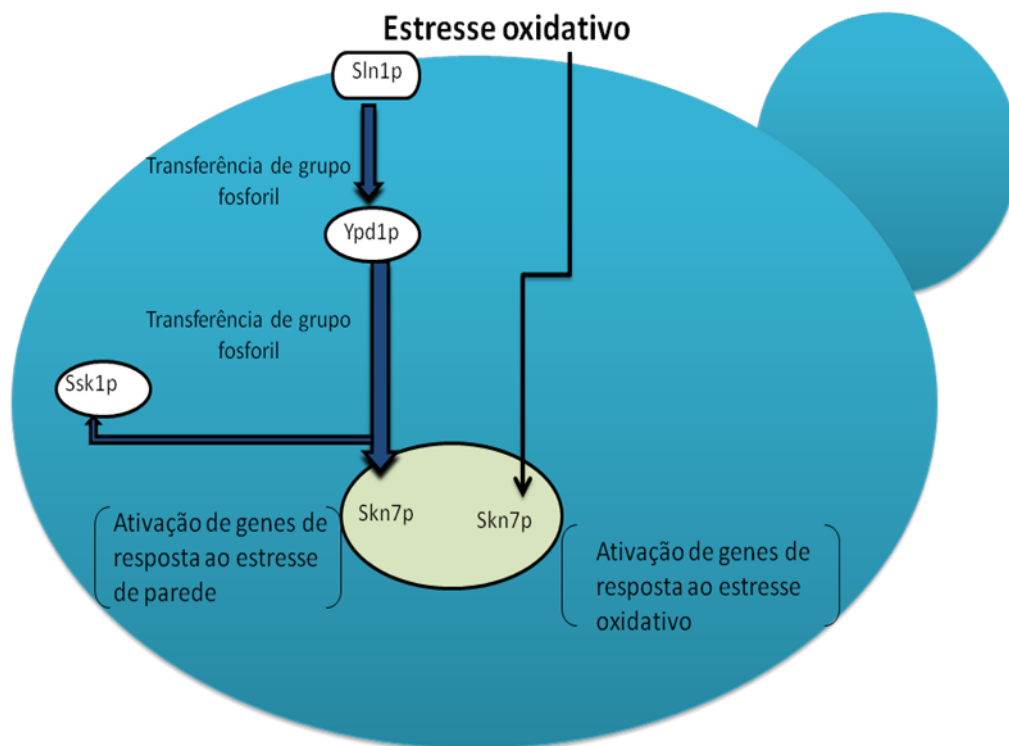 Estresse oxidativo
Sln1p
Transferência de grupo
fosforil
Ypd1p
Transferência de grupo
fosforil
Ssk1p
Skn7p
Skn7p
Ativação de genes de
resposta ao estresse
de parede
Ativação de genes de
resposta ao estresse
oxidativo